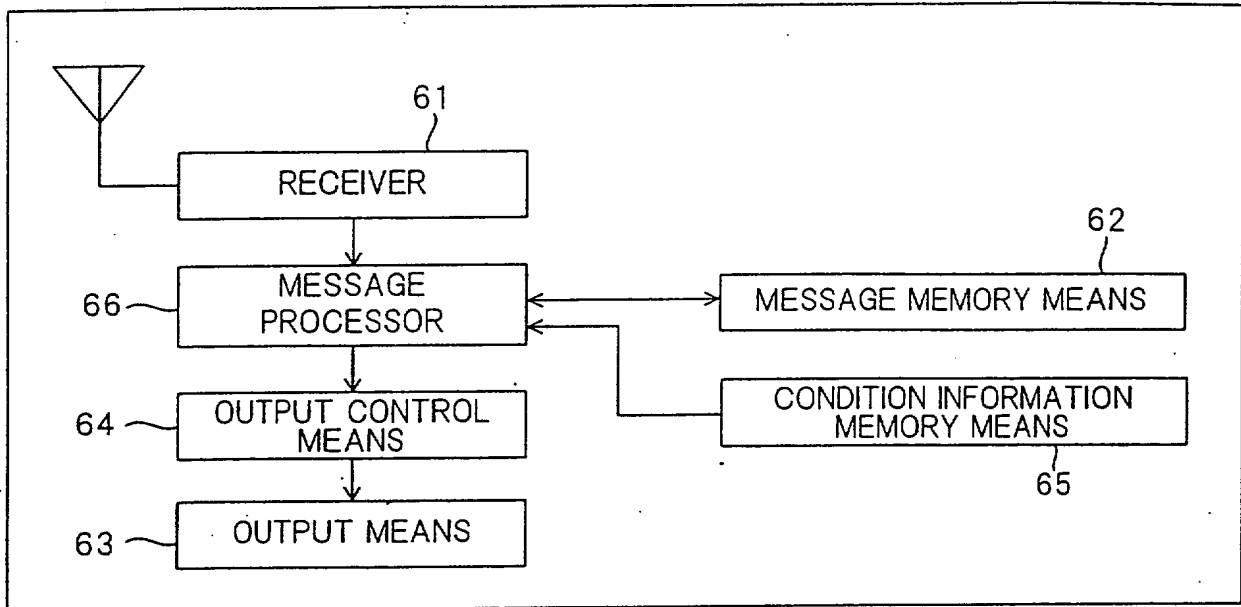 61
RECEIVER
62
66
MESSAGE
PROCESSOR
MESSAGE MEMORY MEANS
64
OUTPUT CONTROL
MEANS
CONDITION INFORMATION
MEMORY MEANS
65
63
OUTPUT MEANS